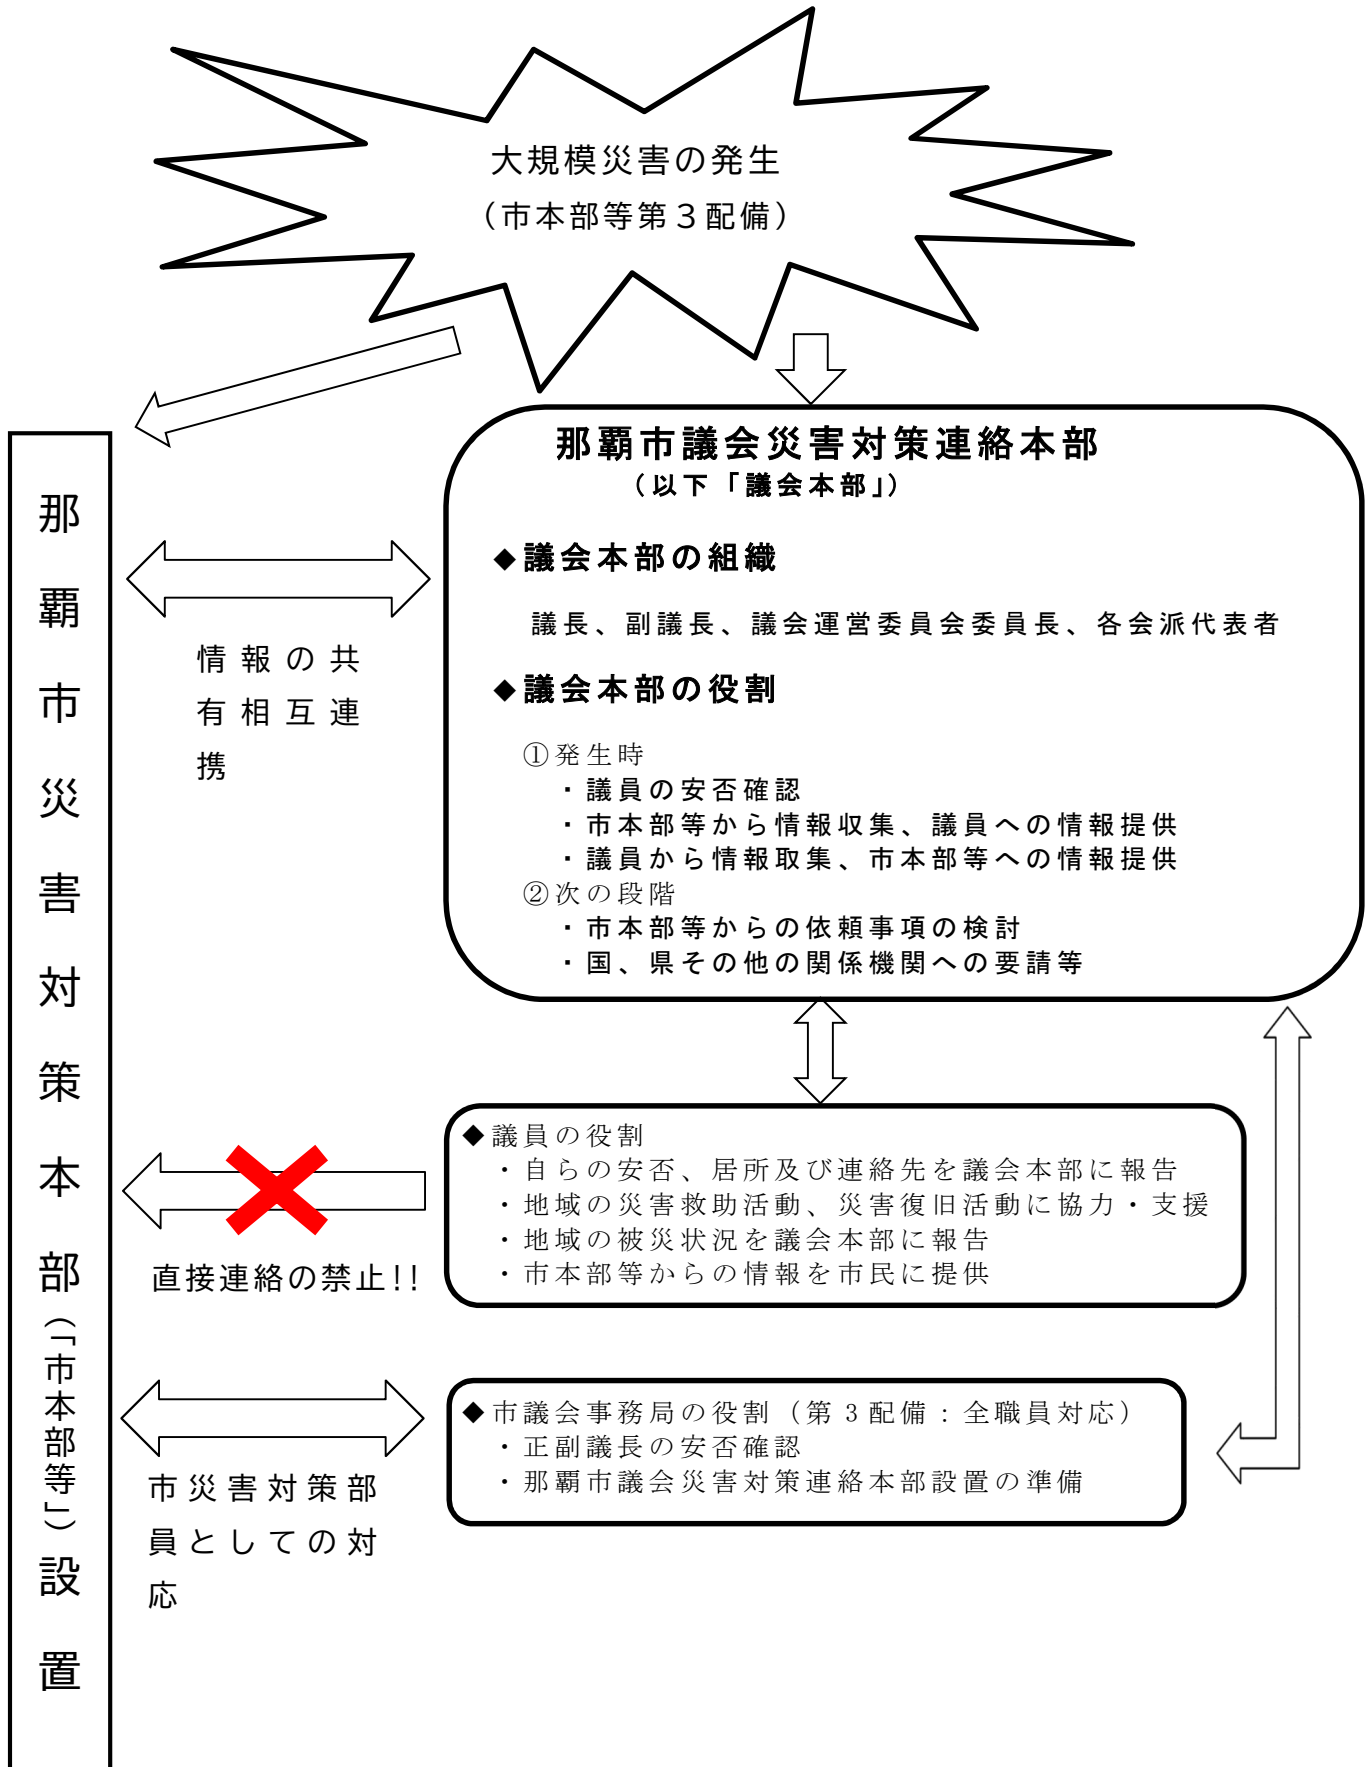 大規模災害の発生
（市本部等第３配備）
那覇市議会災害対策連絡本部
（以下「議会本部」）
◆議会本部の組織
議長、副議長、議会運営委員会委員長、各会派代表者
◆議会本部の役割
①発生時
・議員の安否確認
・市本部等から情報収集、議員への情報提供
・議員から情報取集、市本部等への情報提供
②次の段階
・市本部等からの依頼事項の検討
・国、県その他の関係機関への要請等
那覇市災害対策本部（「市本部等」）設置
情報の共
有相互連
携
◆議員の役割
・自らの安否、居所及び連絡先を議会本部に報告
・地域の災害救助活動、災害復旧活動に協力・支援
・地域の被災状況を議会本部に報告
・市本部等からの情報を市民に提供
直接連絡の禁止!!
◆市議会事務局の役割（第３配備：全職員対応）
・正副議長の安否確認
・那覇市議会災害対策連絡本部設置の準備
市災害対策部
員としての対
応